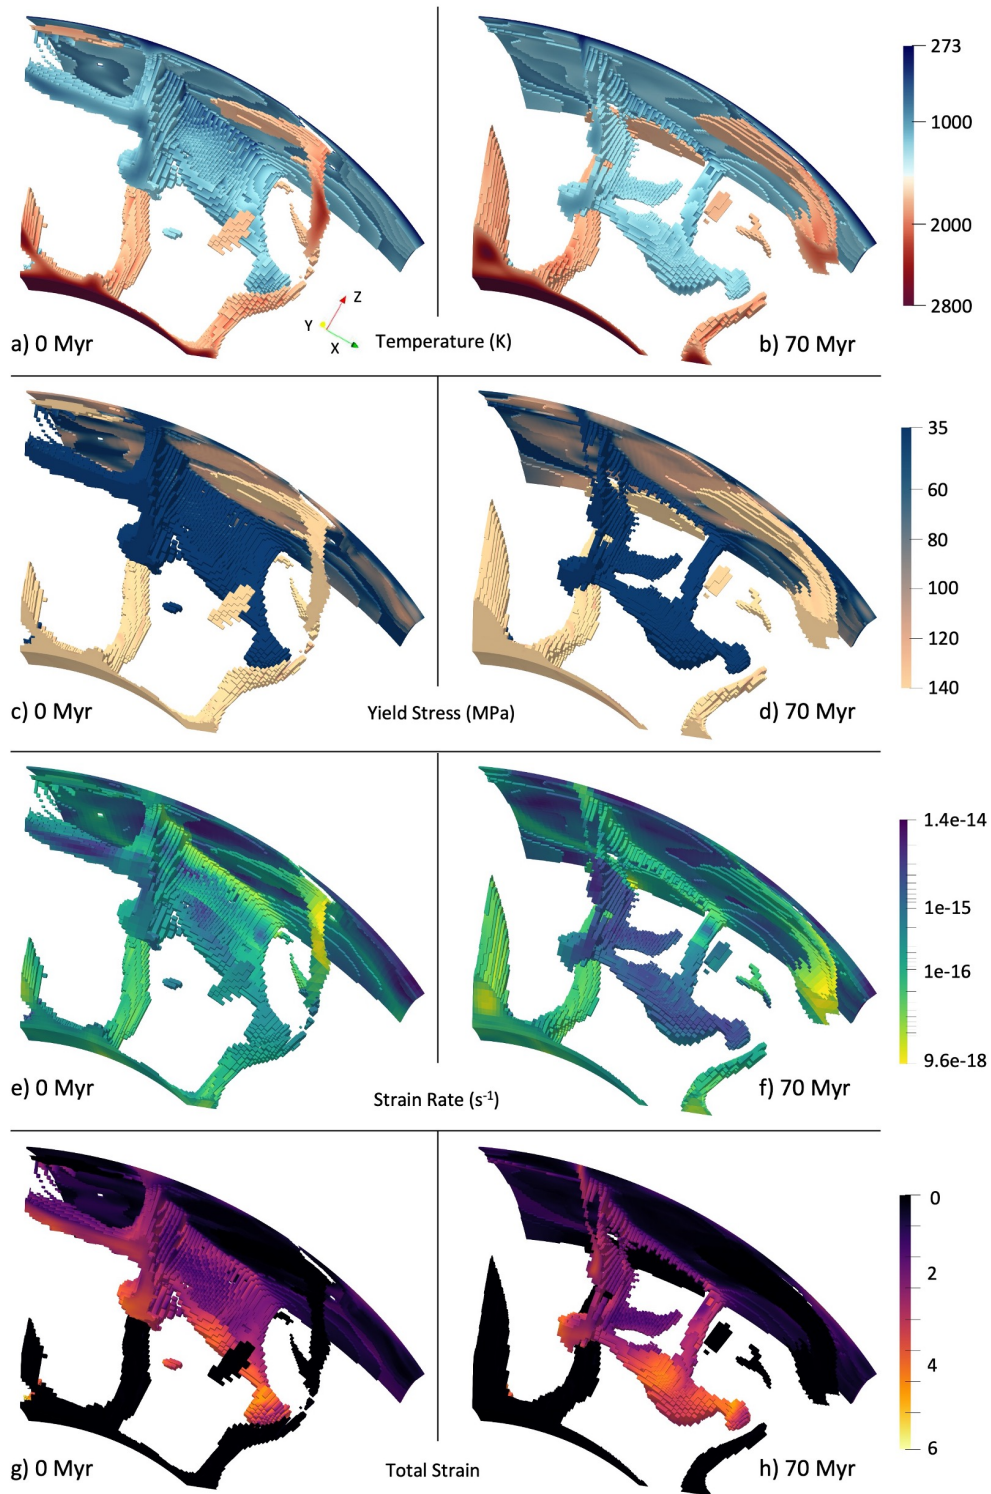 273
1000
2000
2800
Z
Y
X
a) 0 Myr
Temperature (K)
b) 70 Myr
35
60
80
100
120
140
c) 0 Myr
Yield Stress (MPa)
d) 70 Myr
1.4e-14
1e-15
1e-16
9.6e-18
e) 0 Myr
Strain Rate (s⁻¹)
f) 70 Myr
0
2
4
6
g) 0 Myr
Total Strain
h) 70 Myr